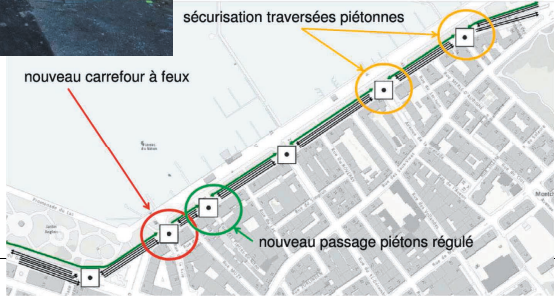 sécurisation traversées piétonnes
nouveau carrefour à feux
nouveau passage piétons régulé